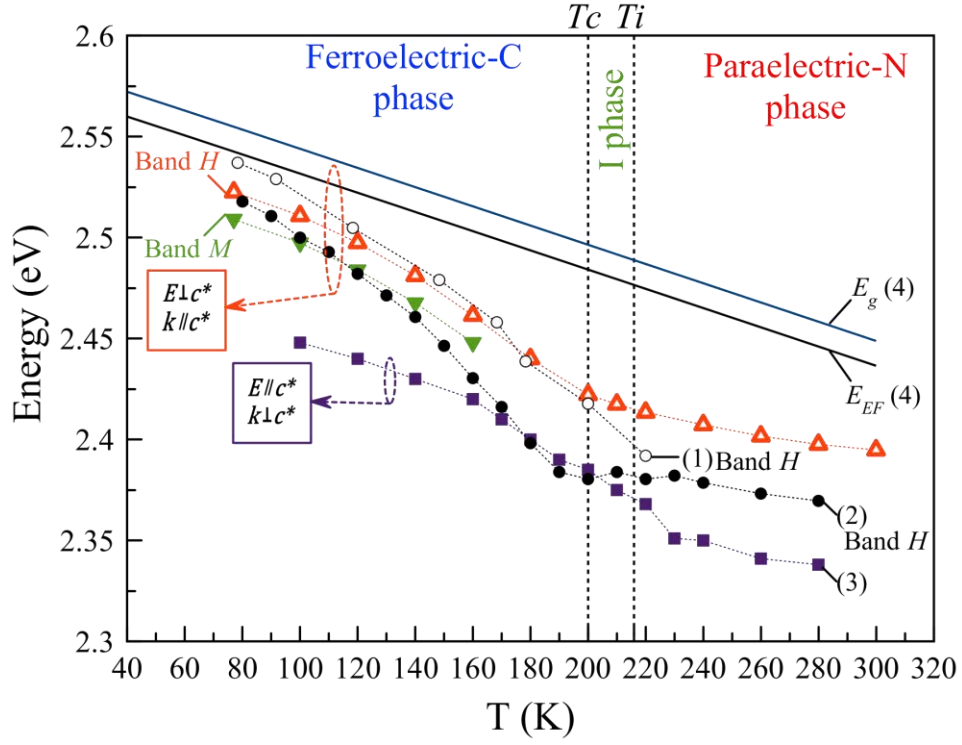 Tc Ti
2.6
Ferroelectric-C
phase
I phase
Paraelectric-N
phase
2.55
Band H
2.5
Band M
E⊥c*
k∥c*
E_g (4)
2.45
E_EF (4)
E∥c*
k⊥c*
2.4
(1) Band H
(2)
2.35
Band H
(3)
2.3
40 60 80 100 120 140 160 180 200 220 240 260 280 300 320
T (K)
Energy (eV)